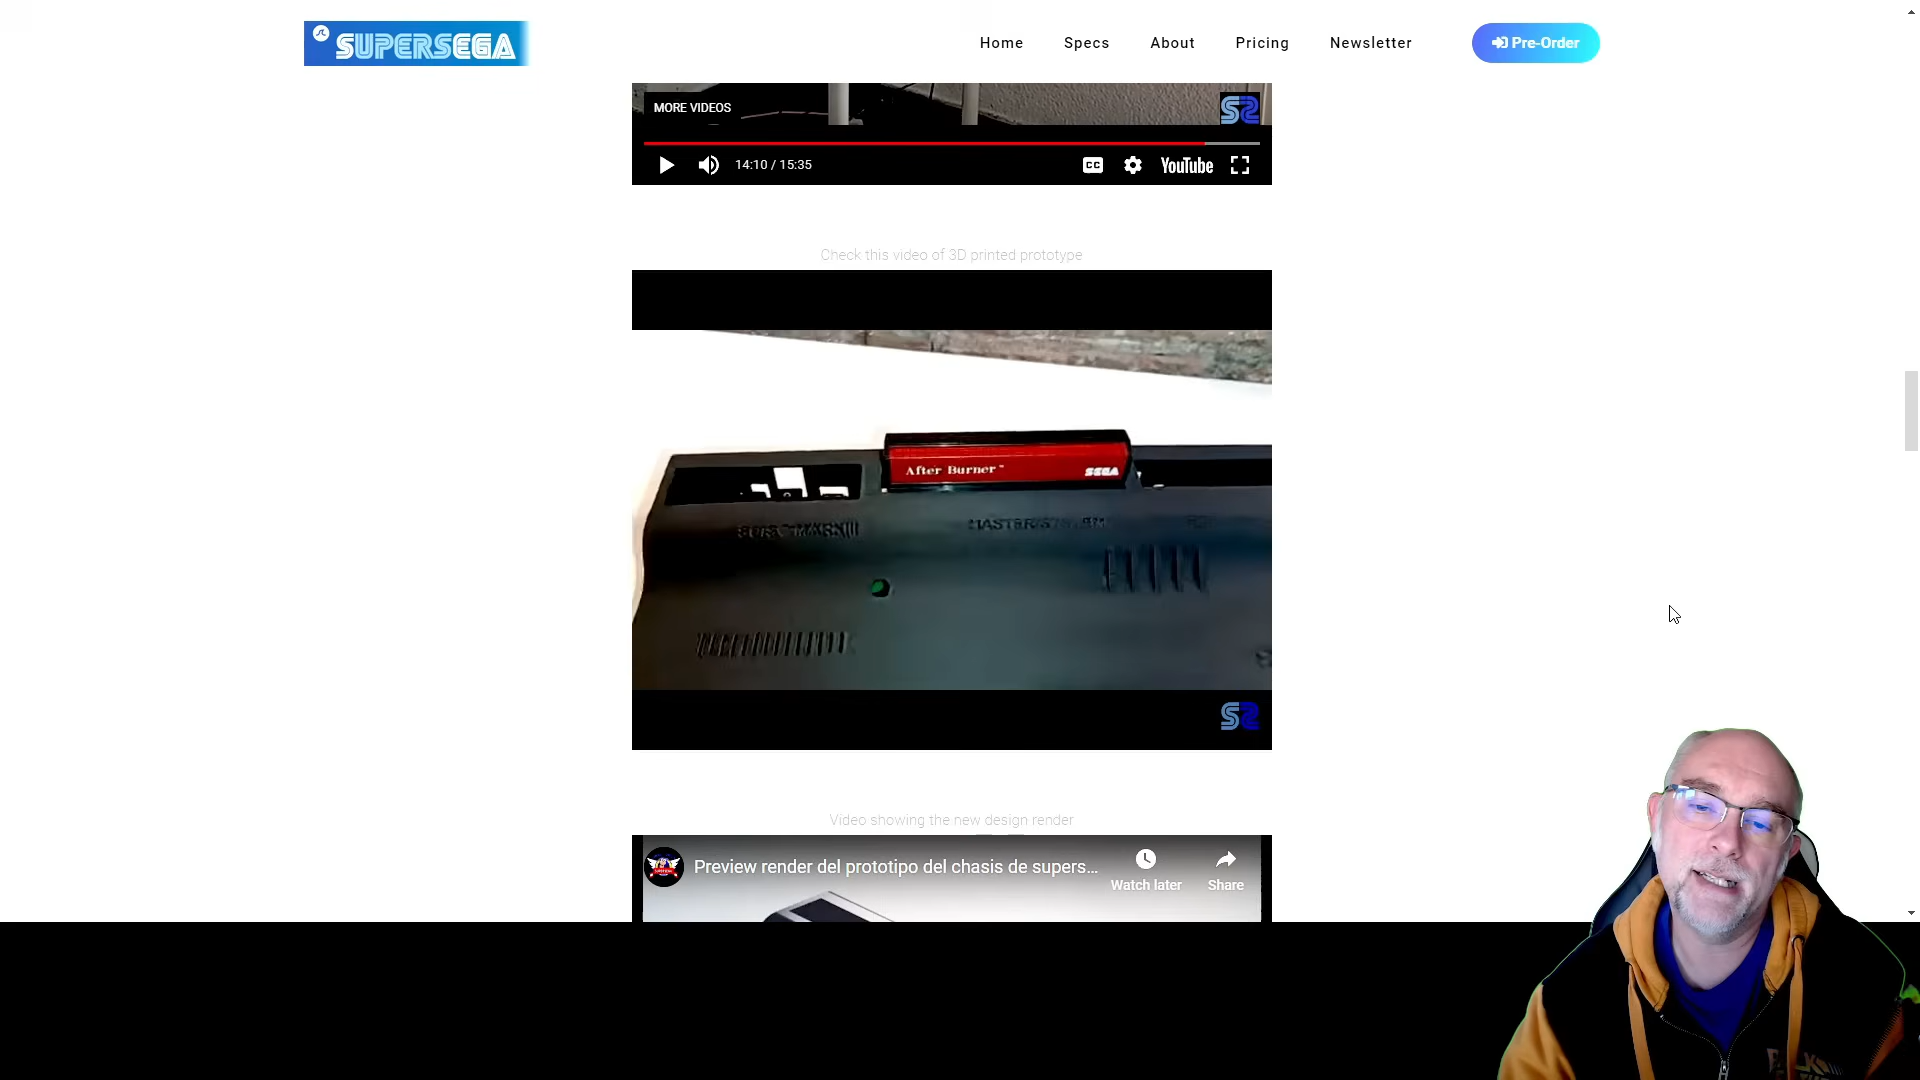 SUPERSEGA
Home
Specs
About
Pricing
Newsletter
Pre-Order
MORE VIDEOS
14:10 / 15:35
CC
YouTube
Check this video of 3D printed prototype
After Burner™
SEGA
Video showing the new design render
Preview render del prototipo del chasis de supers...
Watch later
Share